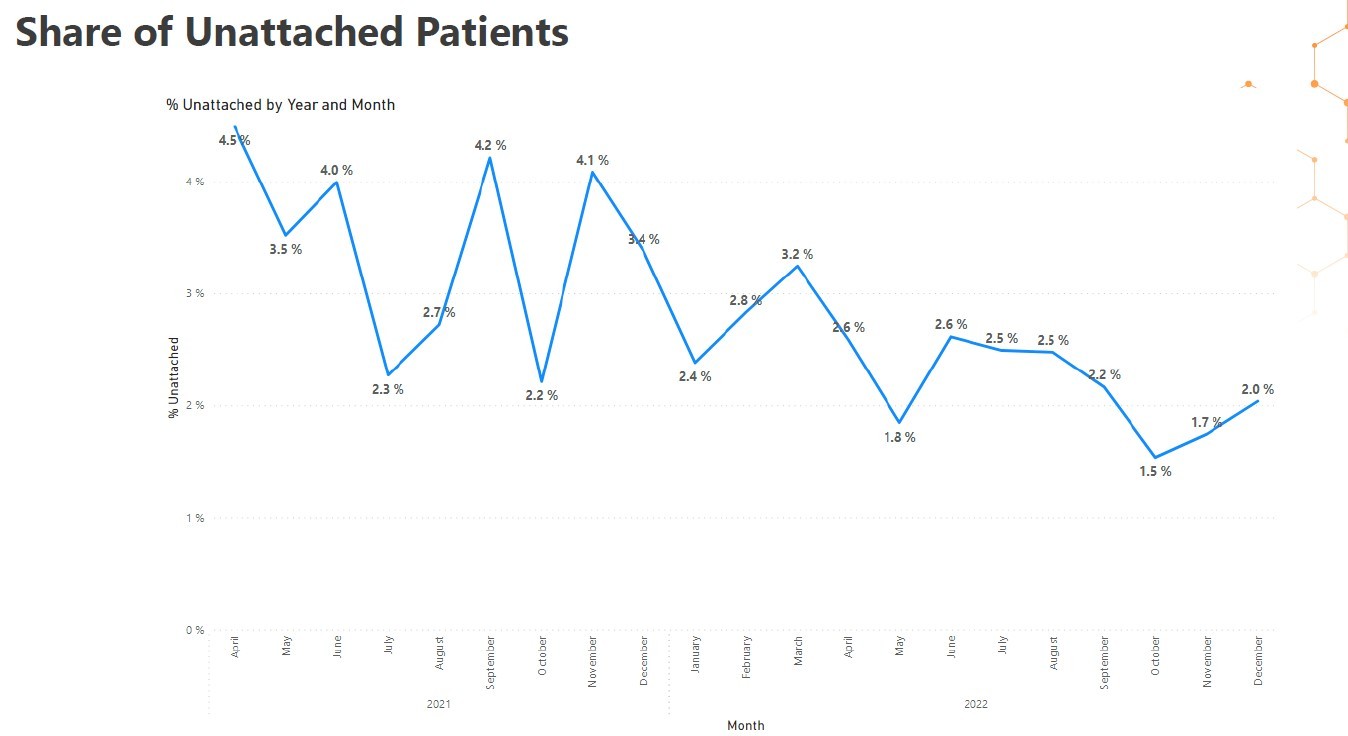 Share of Unattached Patients
% Unattached by Year and Month
4.5 %
3.5 %
4.0 %
2.3 %
2.7 %
4.2 %
2.2 %
4.1 %
3.4 %
2.4 %
2.8 %
3.2 %
2.6 %
1.8 %
2.6 %
2.5 %
2.5 %
2.2 %
1.5 %
1.7 %
2.0 %
4 %
3 %
2 %
1 %
0 %
% Unattached
April
May
June
July
August
September
October
November
December
January
February
March
April
May
June
July
August
September
October
November
December
2021
2022
Month